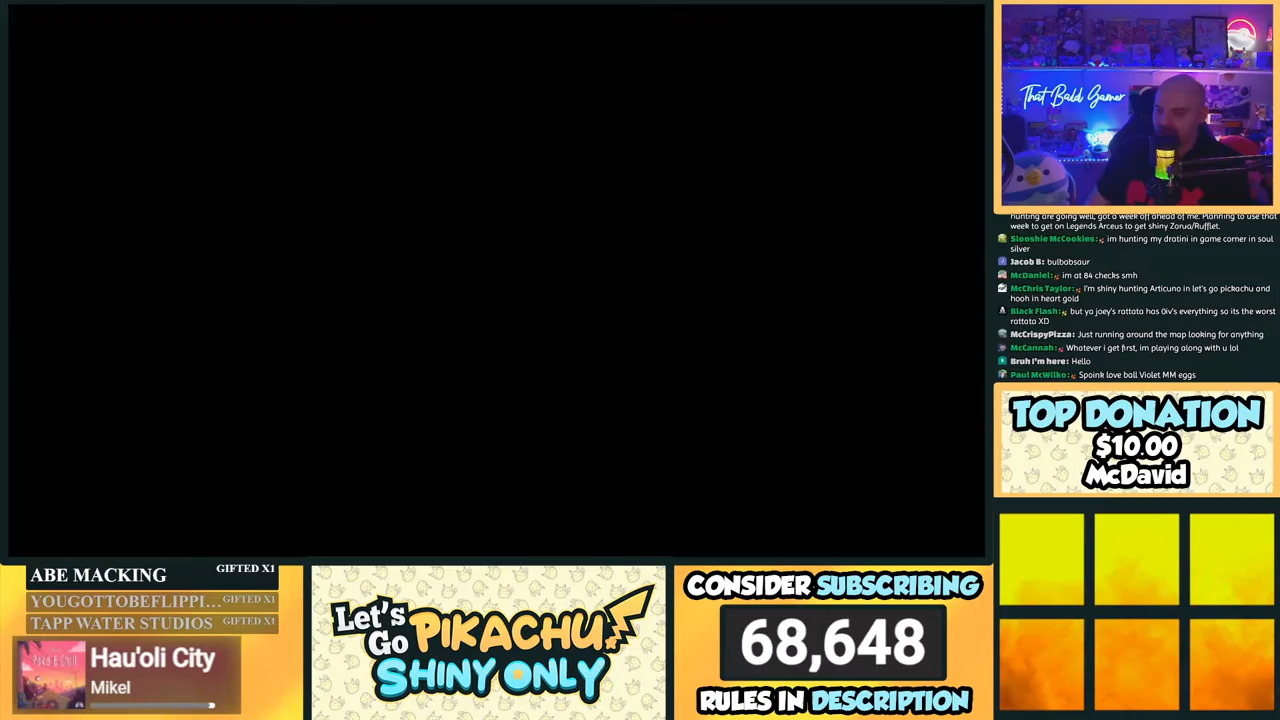 That Bald Gamer
hunting are going well, got a week off ahead of me. Planning to use that
week to get on Legends Arceus to get shiny Zorua/Rufflet.
Slooshie McCookies: im hunting my dratini in game corner in soul
silver
Jacob B: bulbabsaur
McDaniel: im at 84 checks smh
McChris Taylor: I'm shiny hunting Articuno in let's go pickachu and
hooh in heart gold
Black Flash: but ya joey's rattata has 0iv's everything so its the worst
rattata XD
McCrispyPizza: Just running around the map looking for anything
McCannah: Whatever i get first, im playing along with u lol
Bruh I'm here: Hello
Paul McWilko: Spoink love ball Violet MM eggs
TOP DONATION
$10.00
McDavid
ABE MACKING GIFTED X1
YOUGOTTOBEFLIPPI... GIFTED X1
TAPP WATER STUDIOS GIFTED X1
Poké & Chill
Hau'oli City
Mikel
Let's Go PIKACHU!
SHINY ONLY
CONSIDER SUBSCRIBING
68,648
RULES IN DESCRIPTION